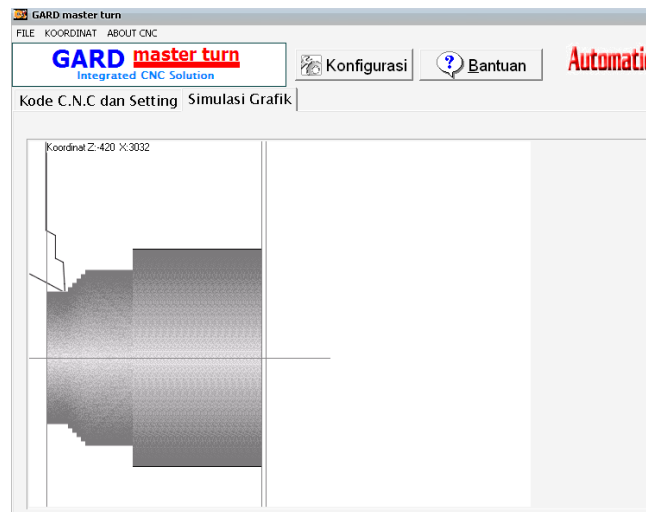 GARD master turn
FILE KOORDINAT ABOUT CNC
GARD master turn
Integrated CNC Solution
Konfigurasi
Bantuan
Kode C.N.C dan Setting
Simulasi Grafik
Koordinat Z:-420 X:3032